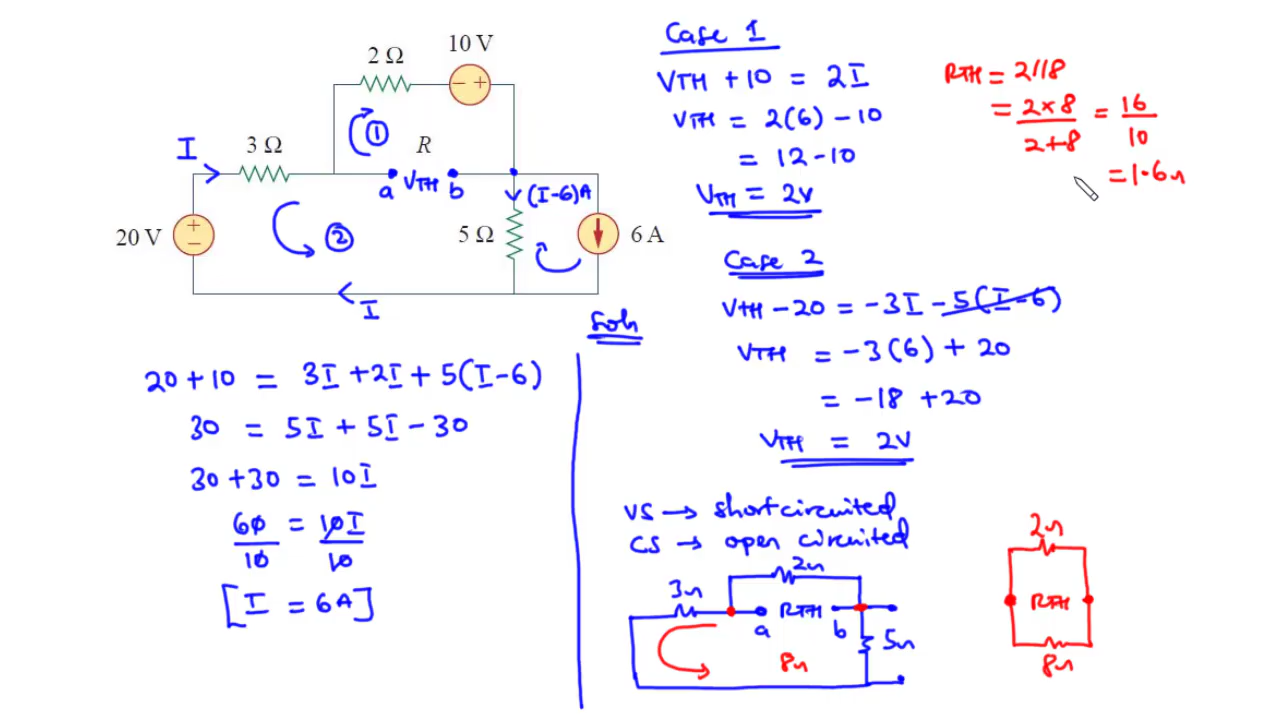 2 Ω
10 V
− +
I
3 Ω
①
R
a VTH b
(I-6)A
20 V
+
−
②
5 Ω
6 A
I
Soln
20 + 10 = 3I + 2I + 5(I-6)
30 = 5I + 5I - 30
30 + 30 = 10I
60/10 = 10I/10
[I = 6A]
Case 1
VTH + 10 = 2I
VTH = 2(6) - 10
= 12 - 10
VTH = 2V
RTH = 2//8
= 2×8/2+8 = 16/10
= 1.6Ω
Case 2
VTH - 20 = -3I - 5(I-6)
VTH = -3(6) + 20
= -18 + 20
VTH = 2V
VS → short circuited
CS → open circuited
2Ω
3Ω
RTH
a
b
5Ω
8Ω
2Ω
RTH
8Ω